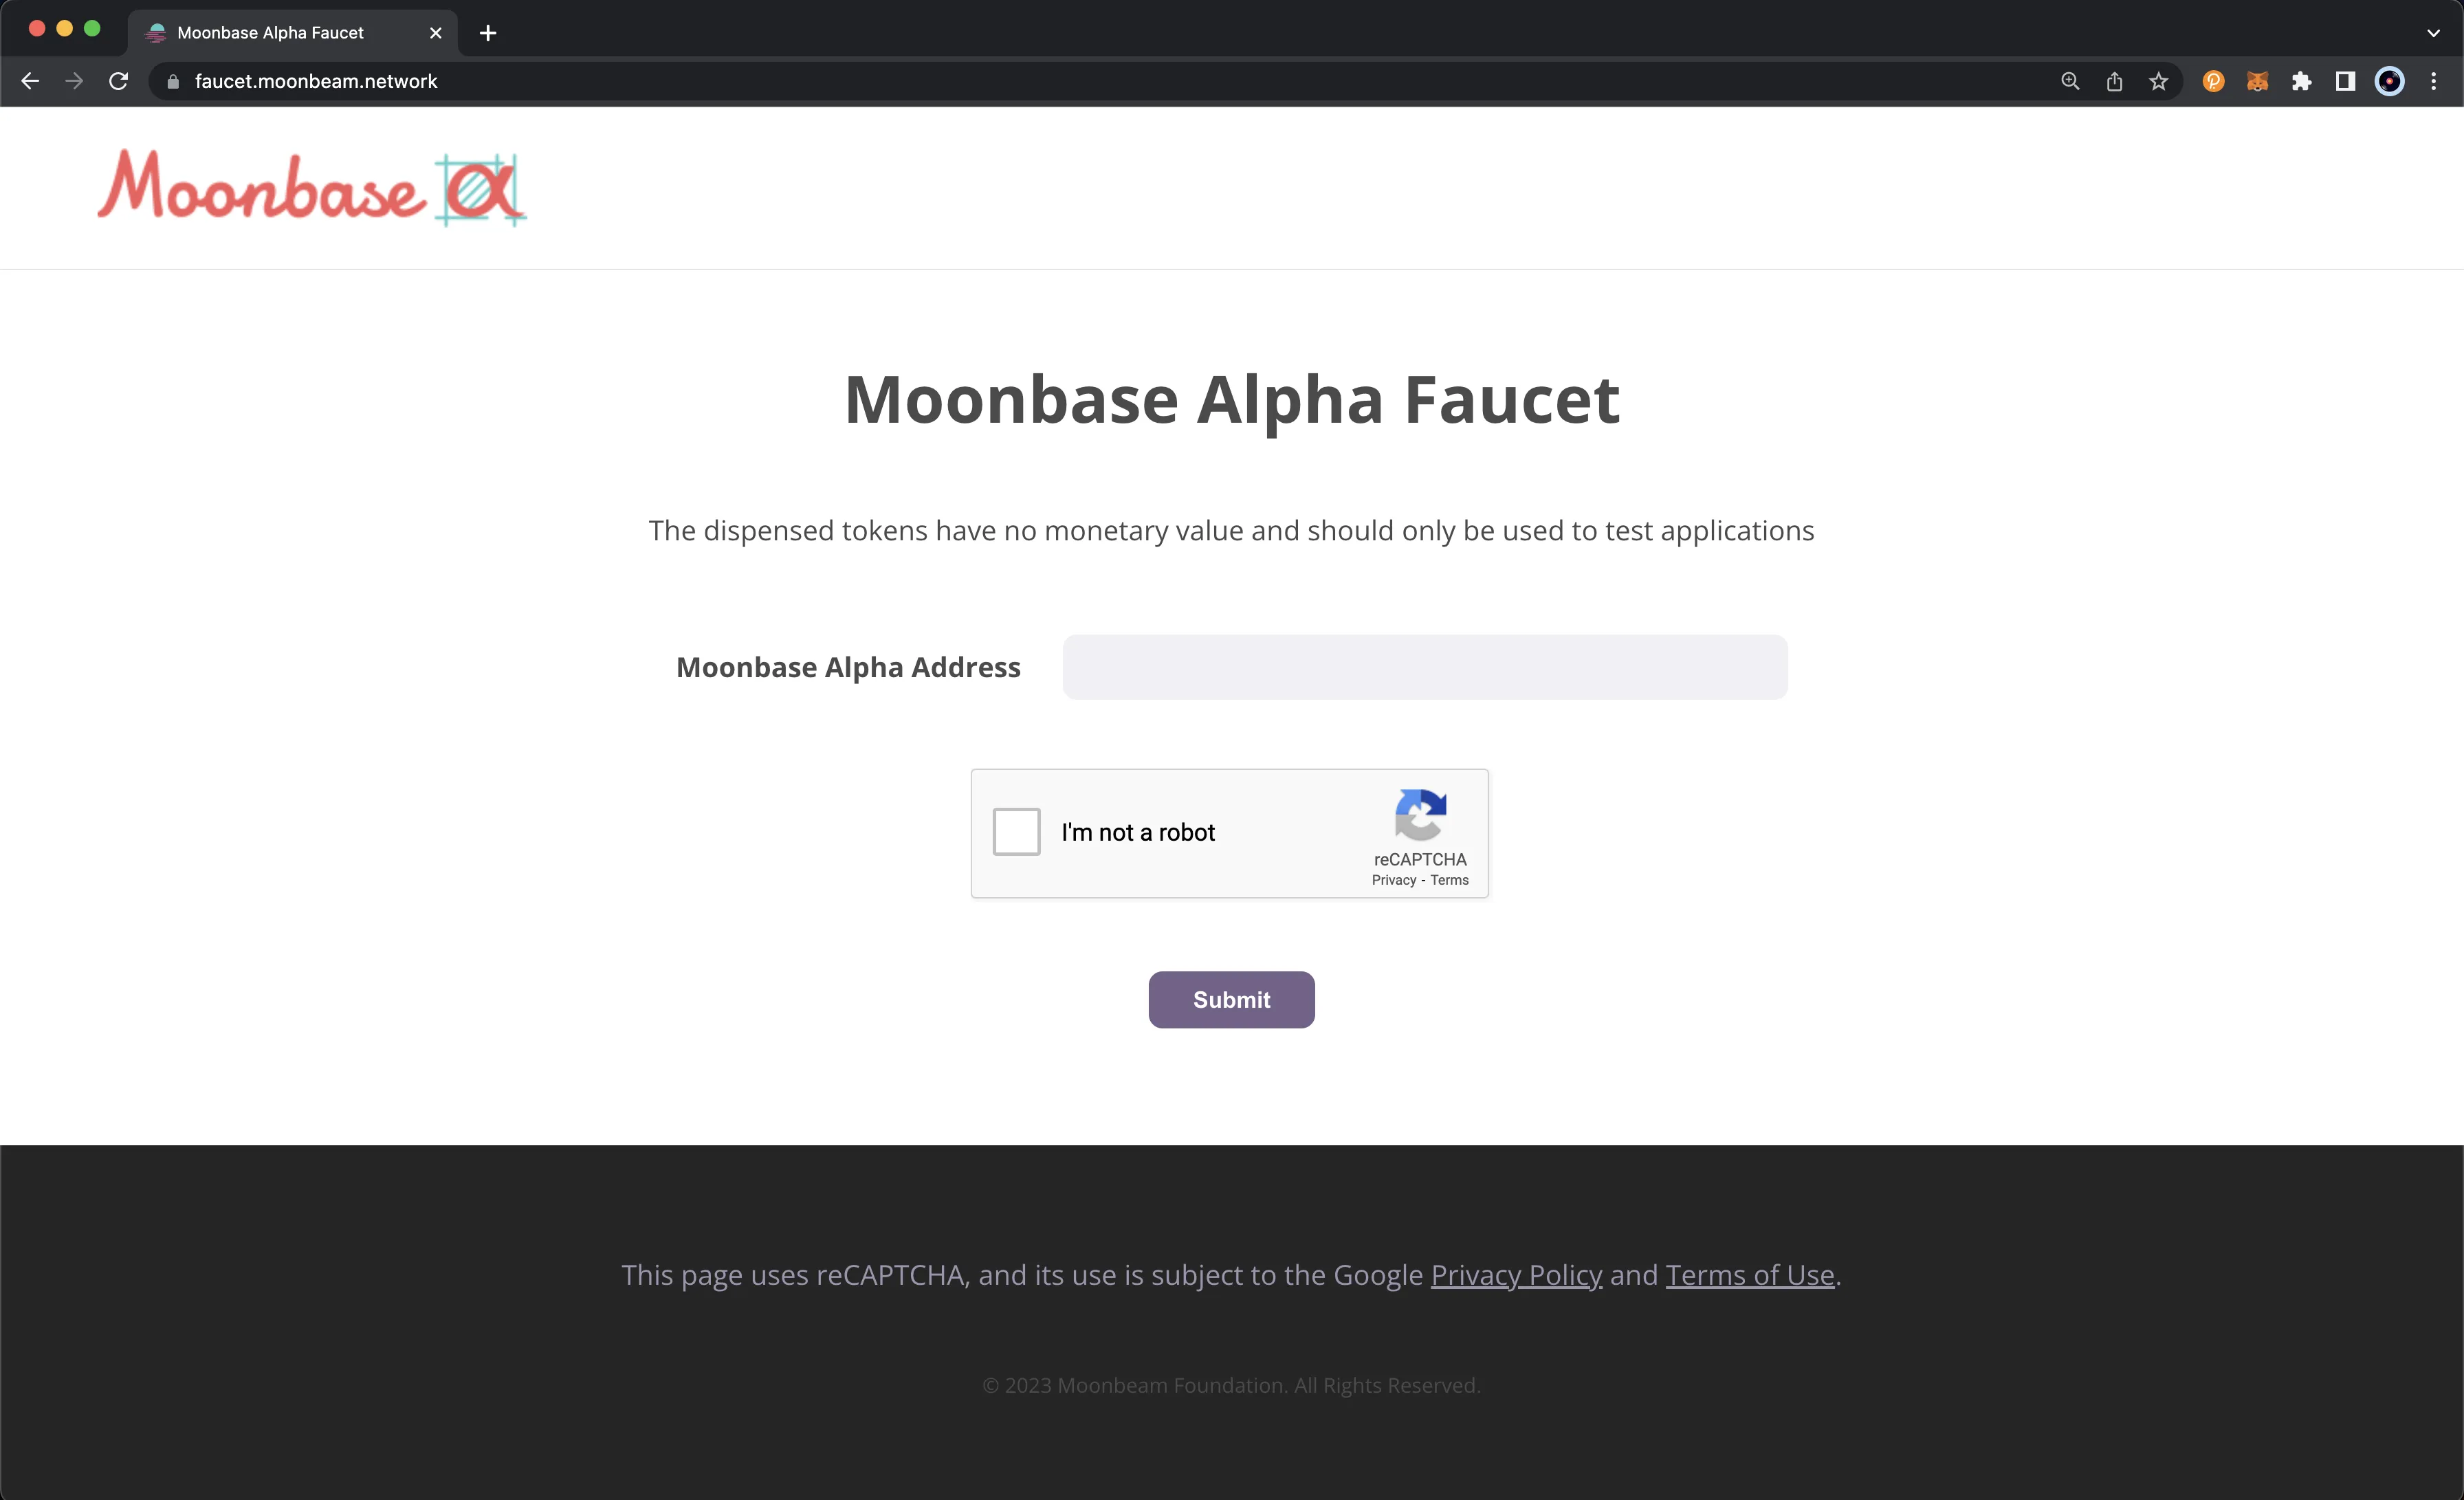 Moonbase Alpha Faucet
faucet.moonbeam.network
Moonbase α
Moonbase Alpha Faucet
The dispensed tokens have no monetary value and should only be used to test applications
Moonbase Alpha Address
I'm not a robot
reCAPTCHA
Privacy - Terms
Submit
This page uses reCAPTCHA, and its use is subject to the Google Privacy Policy and Terms of Use.
© 2023 Moonbeam Foundation. All Rights Reserved.